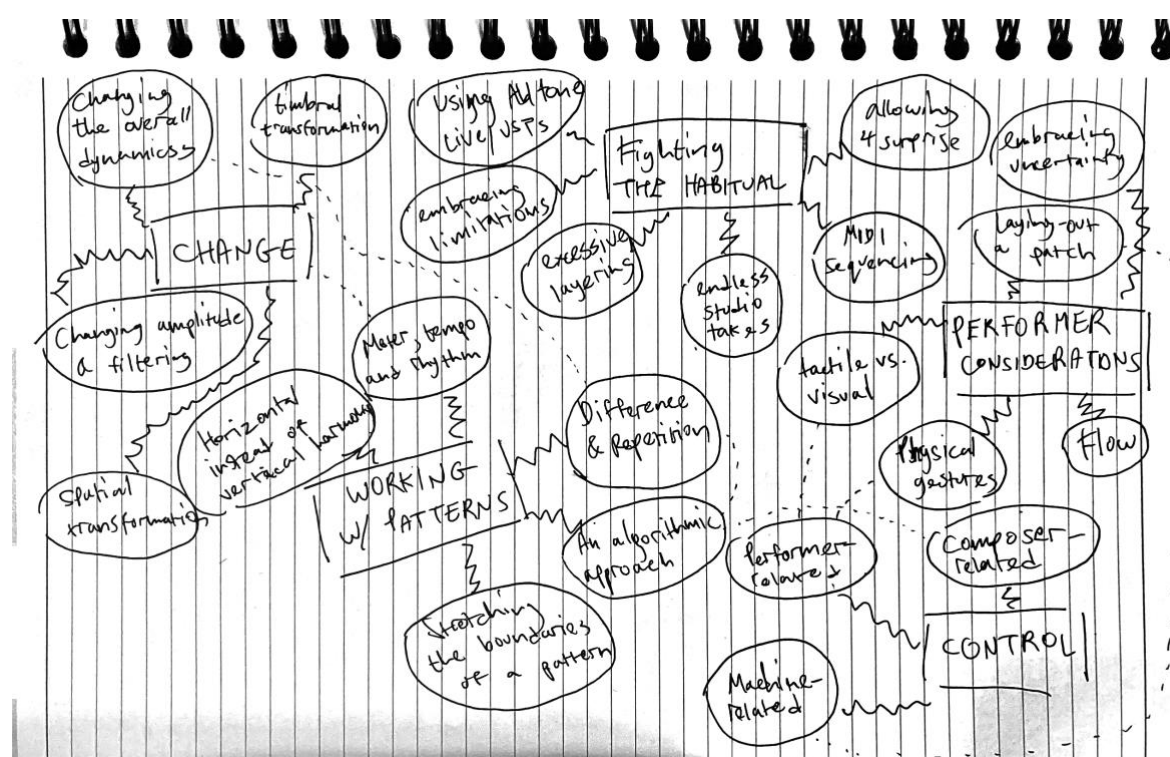 Changing
the overall
dynamics
timbral
transformation
Using Abltone
Live/VSTs
Fighting
THE HABITUAL
allowing
4 surprise
embracing
uncertainty
embracing
limitations
excessive
layering
endless
studio
takes
MIDI
sequencing
laying-out
a
patch
CHANGE
Changing amplitude
a filtering
Meter, tempo
and rhythm
tactile vs.
visual
PERFORMER
CONSIDERATONS
Horizontal
intead of
vertical harmony
Difference
& Repetition
Physical
gestures
Flow
Spatial
transformation
WORKING
W/ PATTERNS
An algorithmic
approach
Performer-
related
Composer-
related
Stretching
the boundaries
of a pattern
CONTROL
Machine-
related